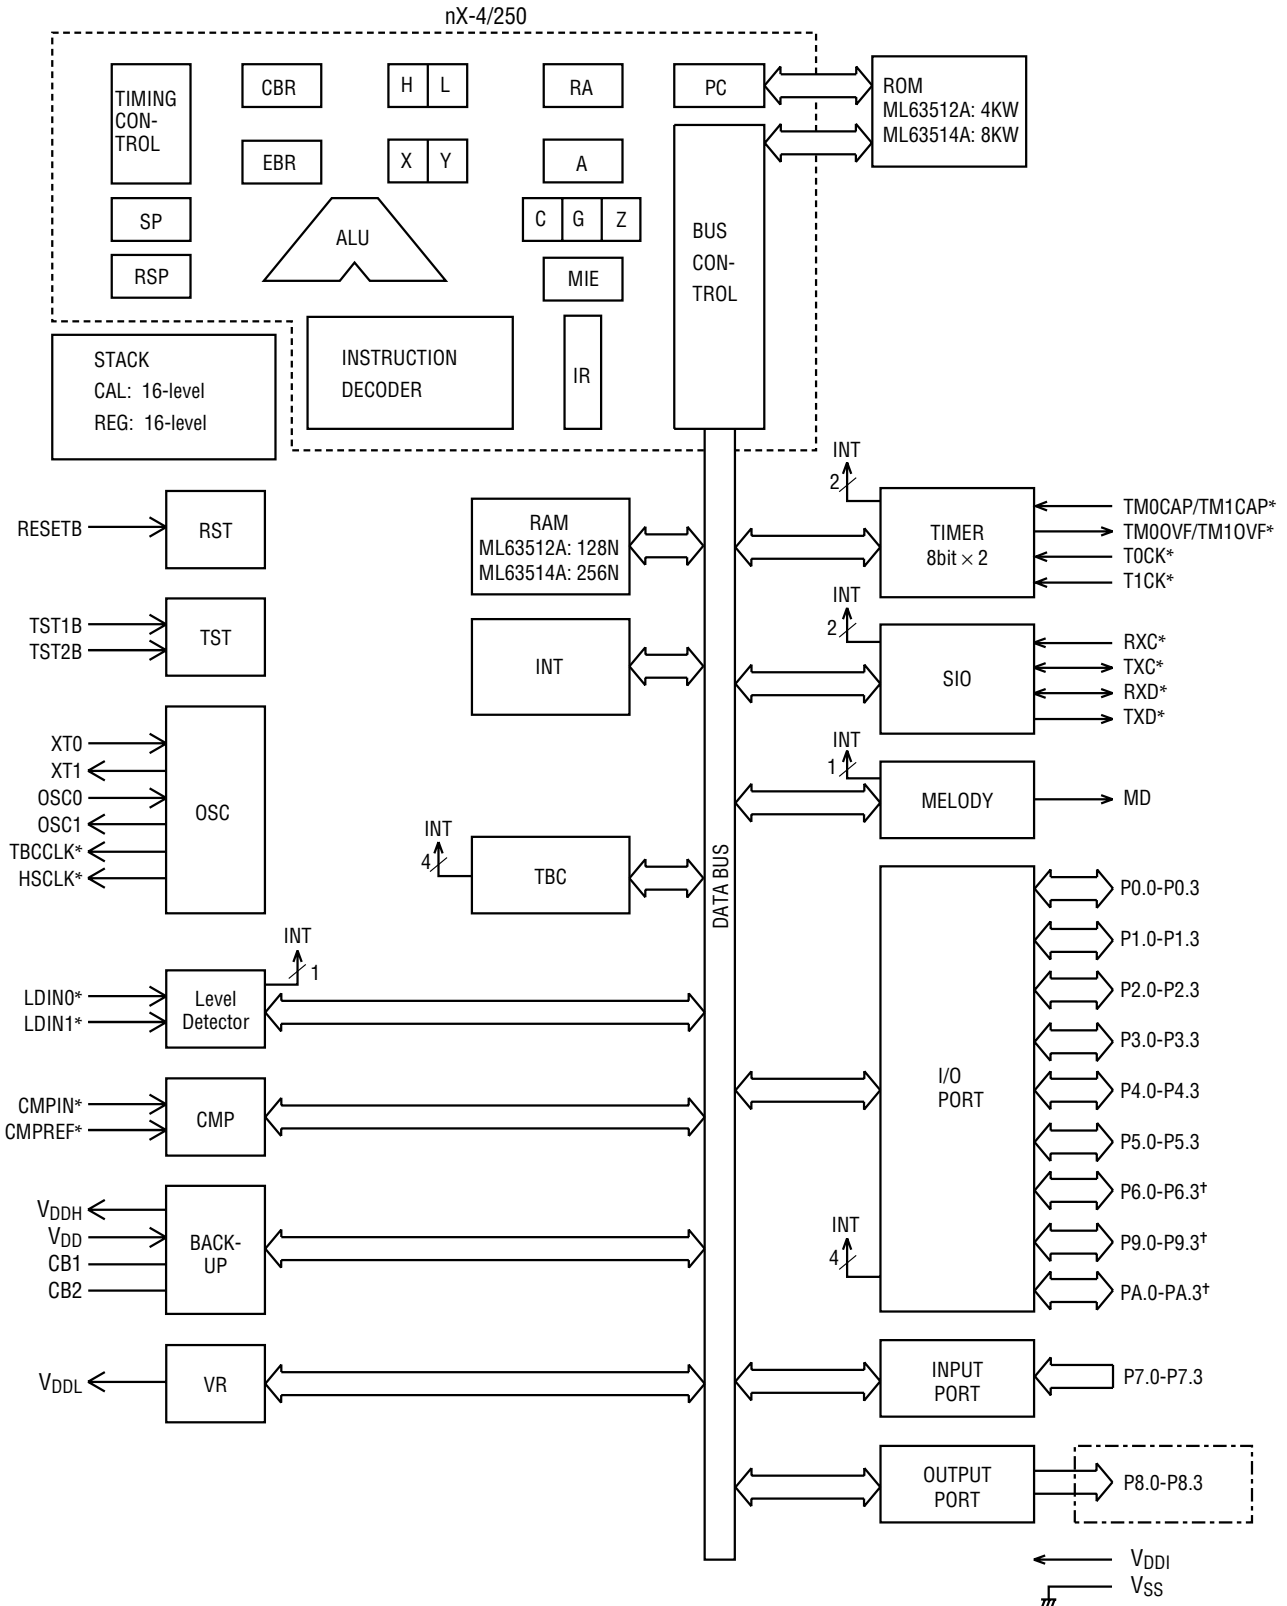 nX-4/250
TIMING
CON-
TROL
CBR
H
L
RA
PC
ROM
ML63512A: 4KW
ML63514A: 8KW
EBR
X
Y
A
SP
ALU
C
G
Z
BUS
CON-
TROL
RSP
MIE
STACK
CAL: 16-level
REG: 16-level
INSTRUCTION
DECODER
IR
RESETB
RST
RAM
ML63512A: 128N
ML63514A: 256N
INT
2
TIMER
8bit × 2
TM0CAP/TM1CAP*
TM0OVF/TM1OVF*
T0CK*
T1CK*
TST1B
TST2B
TST
INT
INT
2
SIO
RXC*
TXC*
RXD*
TXD*
XT0
XT1
OSC0
OSC1
TBCCLK*
HSCLK*
OSC
INT
1
MELODY
MD
INT
4
TBC
DATA BUS
INT
1
LDIN0*
LDIN1*
Level
Detector
CMPIN*
CMPREF*
CMP
VDDH
VDD
CB1
CB2
BACK-
UP
VDDL
VR
I/O
PORT
INT
4
P0.0-P0.3
P1.0-P1.3
P2.0-P2.3
P3.0-P3.3
P4.0-P4.3
P5.0-P5.3
P6.0-P6.3†
P9.0-P9.3†
PA.0-PA.3†
INPUT
PORT
P7.0-P7.3
OUTPUT
PORT
P8.0-P8.3
VDDI
VSS